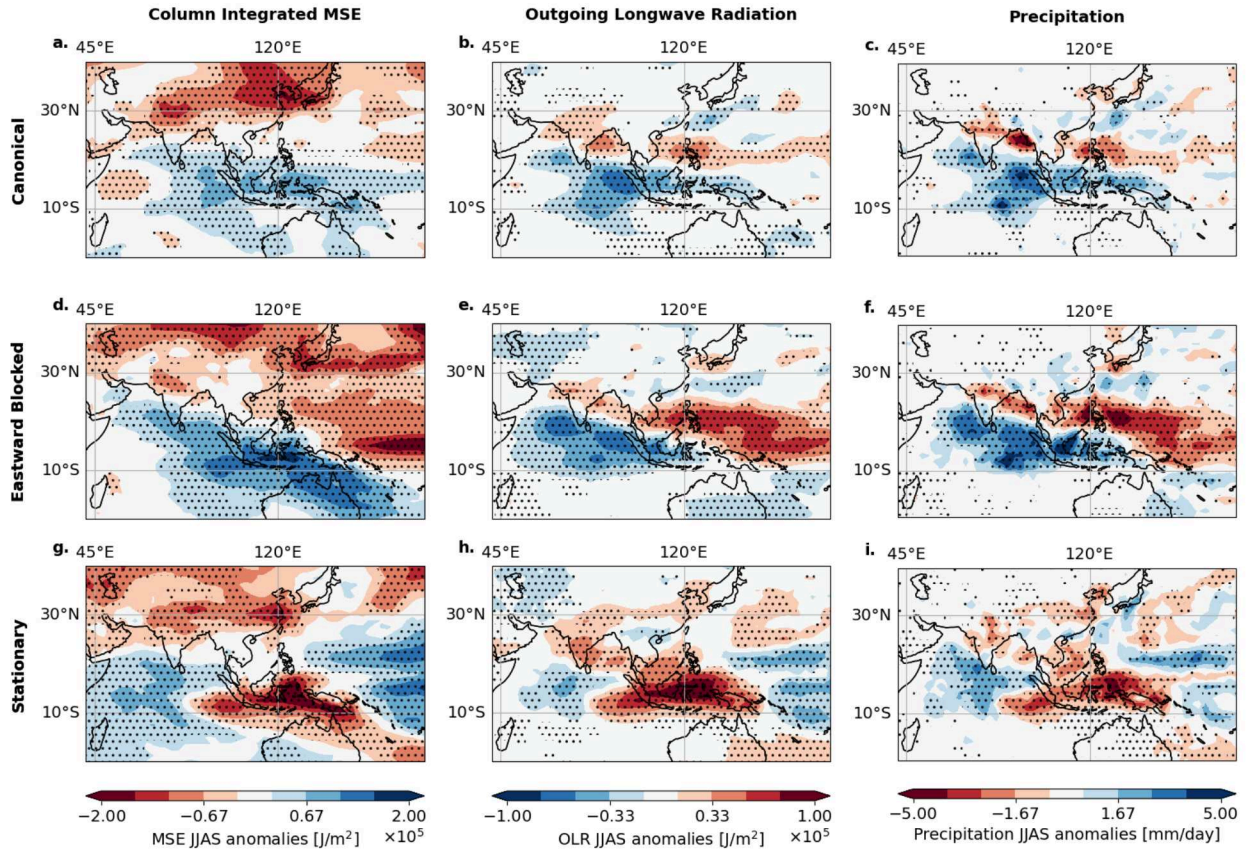 Column Integrated MSE Outgoing Longwave Radiation Precipitation
a. b. c.
45°E 120°E 45°E 120°E 45°E 120°E
Canonical
30°N 30°N 30°N
10°S 10°S 10°S
d. e. f.
45°E 120°E 45°E 120°E 45°E 120°E
Eastward Blocked
30°N 30°N 30°N
10°S 10°S 10°S
g. h. i.
45°E 120°E 45°E 120°E 45°E 120°E
Stationary
30°N 30°N 30°N
10°S 10°S 10°S
−2.00 −0.67 0.67 2.00 −1.00 −0.33 0.33 1.00 −5.00 −1.67 1.67 5.00
MSE JJAS anomalies [J/m²] ×10⁵ OLR JJAS anomalies [J/m²] ×10⁵ Precipitation JJAS anomalies [mm/day]